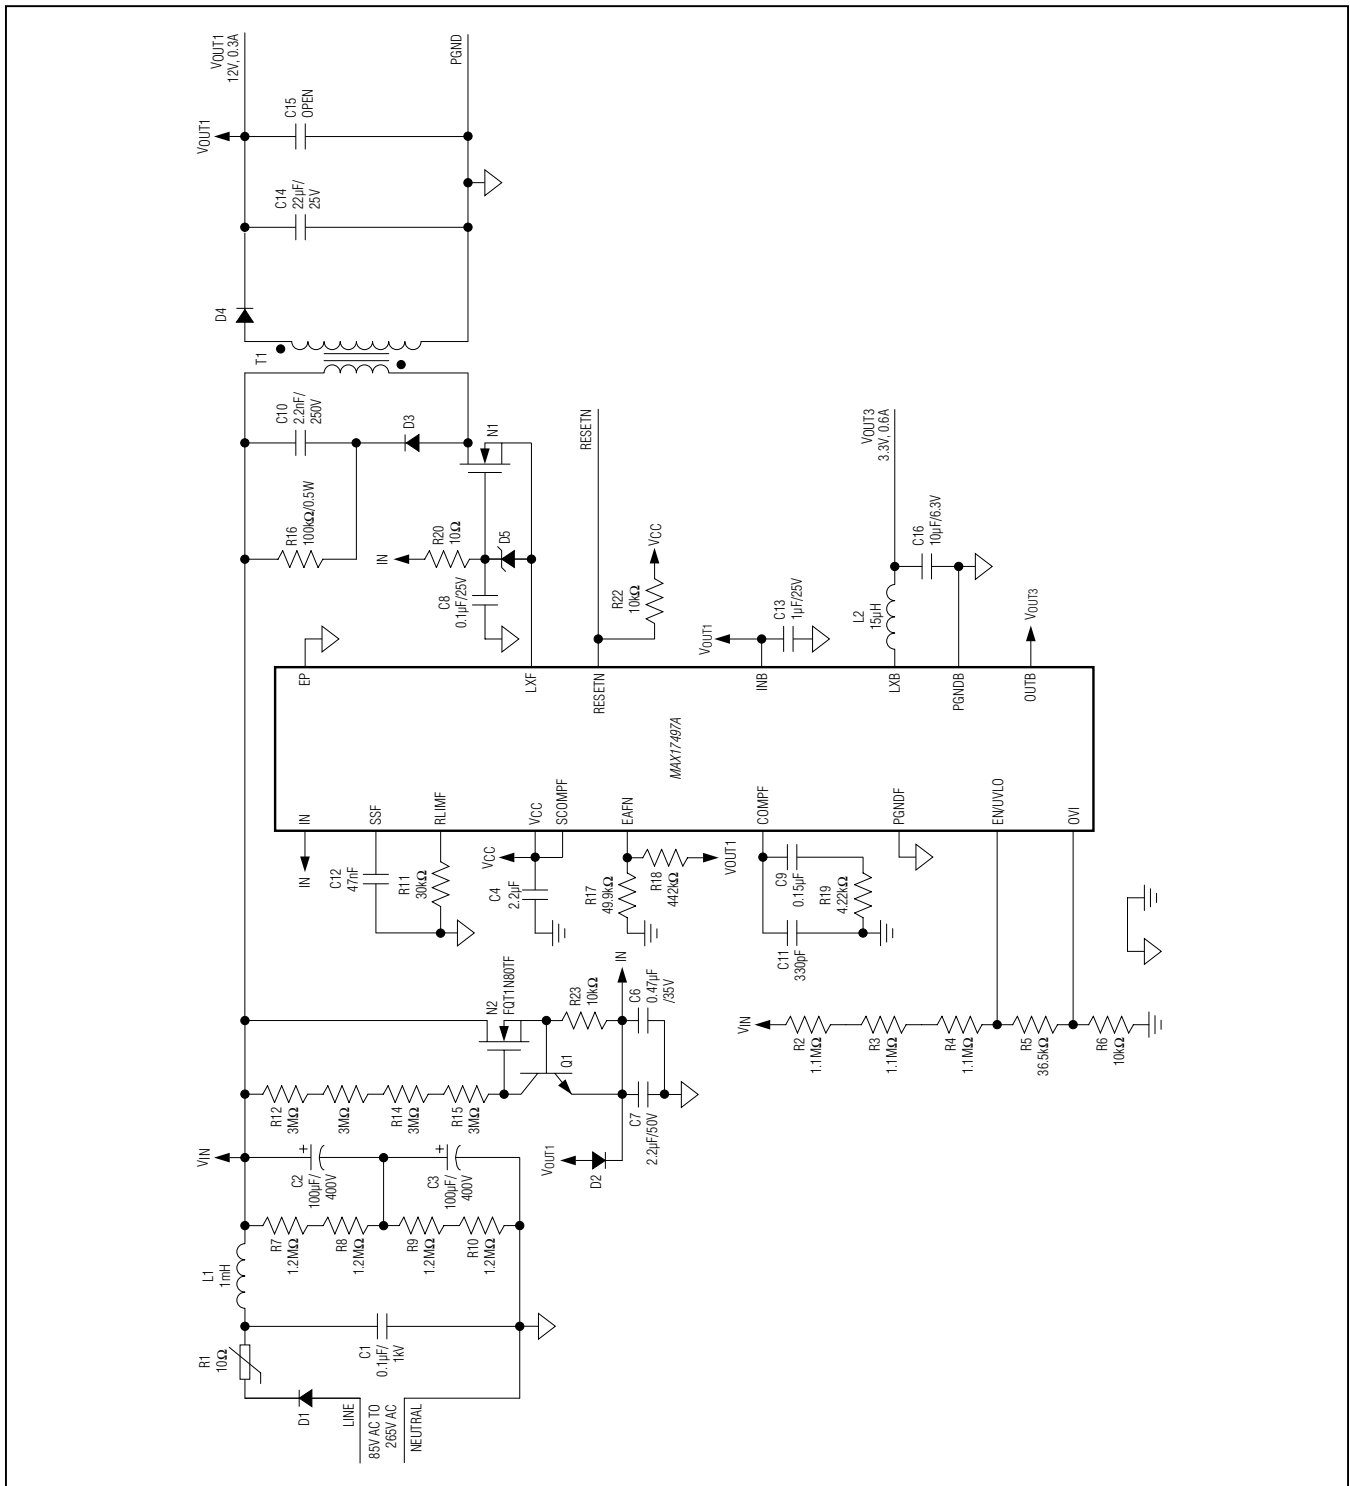 VOUT1
12V, 0.3A
PGND
VOUT1
C15
OPEN
C14
22µF/
25V
D4
T1
C10
2.2nF/
250V
D3
N1
R16
100kΩ/0.5W
IN
R20
10Ω
D5
C8
0.1µF/25V
RESETN
R22
10kΩ
VCC
VOUT1
C13
1µF/25V
L2
15µH
VOUT3
3.3V, 0.6A
C16
10µF/6.3V
VOUT3
EP
LXF
RESETN
INB
LXB
PGNDB
OUTB
MAX17497A
IN
SSF
RLIMF
VCC
SCOMPF
EAFN
COMPF
PGNDF
EN/UVLO
OVI
IN
C12
47nF
R11
30kΩ
VCC
C4
2.2µF
R17
49.9kΩ
R18
442kΩ
VOUT1
C9
0.15µF
R19
4.22kΩ
C11
330pF
N2
FQT1N80TF
R23
10kΩ
IN
Q1
C6
0.47µF
/35V
C7
2.2µF/50V
VOUT1
D2
R12
3MΩ
3MΩ
R14
3MΩ
R15
3MΩ
VIN
R2
1.1MΩ
R3
1.1MΩ
R4
1.1MΩ
R5
36.5kΩ
R6
10kΩ
VIN
C2
100µF/
400V
C3
100µF/
400V
R7
1.2MΩ
R8
1.2MΩ
R9
1.2MΩ
R10
1.2MΩ
L1
1mH
R1
10Ω
C1
0.1µF/
1kV
D1
LINE
85V AC TO
265V AC
NEUTRAL